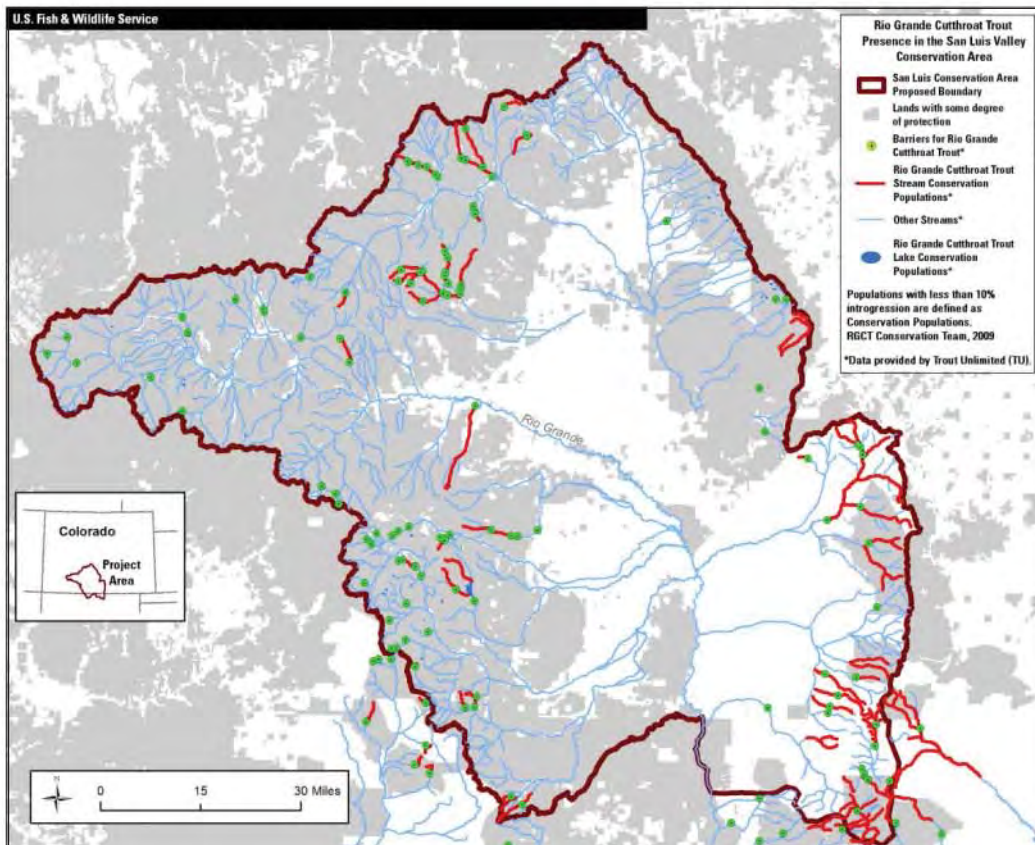 U.S. Fish & Wildlife Service
Rio Grande Cutthroat Trout
Presence in the San Luis Valley
Conservation Area
San Luis Conservation Area
Proposed Boundary
Lands with some degree
of protection
Barriers for Rio Grande
Cutthroat Trout*
Rio Grande Cutthroat Trout
Stream Conservation
Populations*
Other Streams*
Rio Grande Cutthroat Trout
Lake Conservation
Populations*
Populations with less than 10%
introgression are defined as
Conservation Populations.
RGCT Conservation Team, 2009
*Data provided by Trout Unlimited (TU).
Rio Grande
Colorado
Project
Area
N
0 15 30 Miles